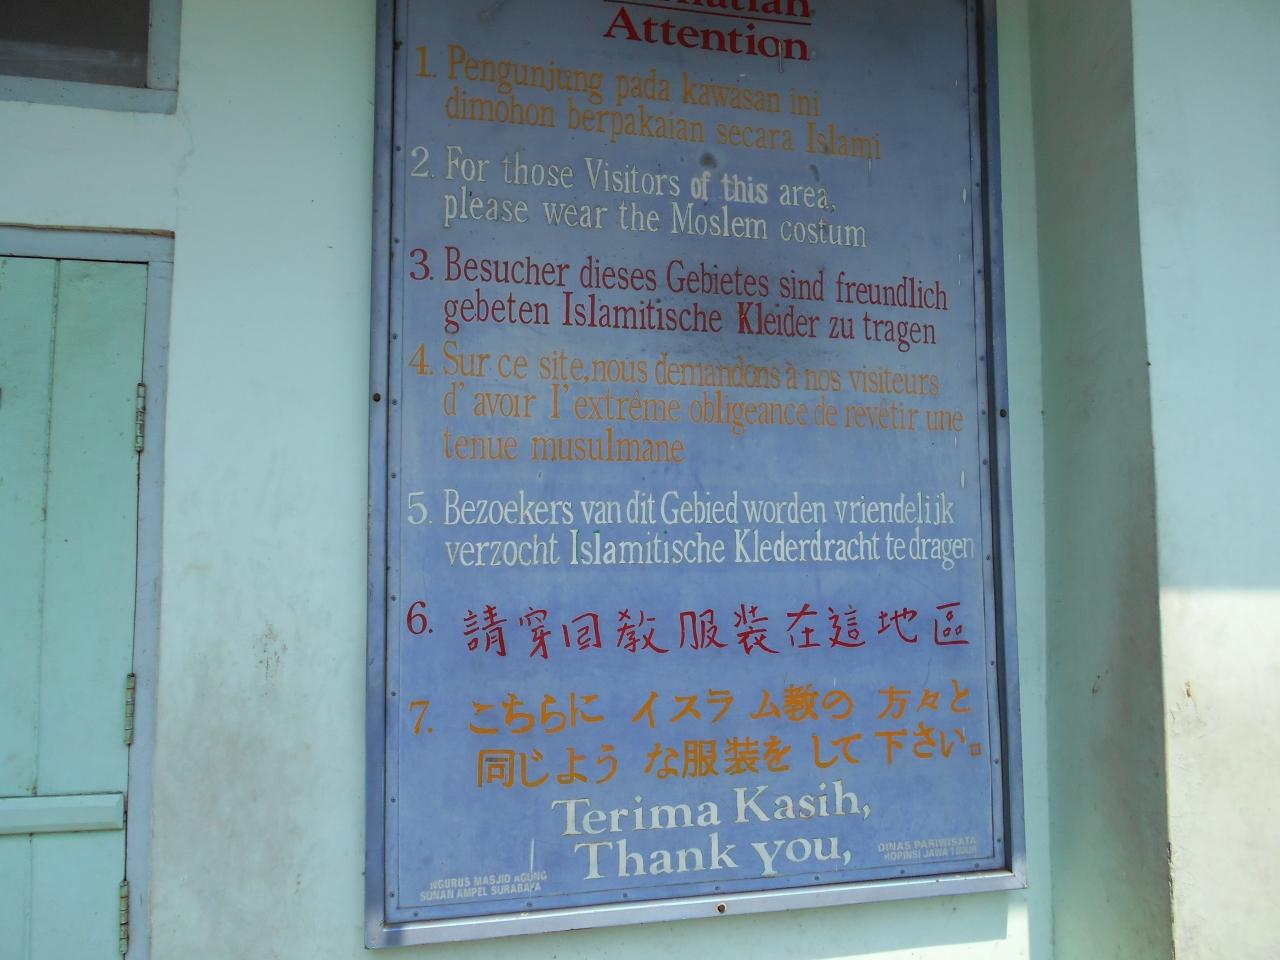 Attention
1. Pengunjung pada kawasan ini
dimohon berpakaian secara Islami
2. For those Visitors of this area,
please wear the Moslem costum
3. Besucher dieses Gebietes sind freundlich
gebeten Islamitische Kleider zu tragen
4. Sur ce site, nous demandons à nos visiteurs
d'avoir l'extrême obligeance de revêtir une
tenue musulmane
5. Bezoekers van dit Gebied worden vriendelijk
verzocht Islamitische Klederdracht te dragen
6. 請穿回教服装在這地區
7. こちらに イスラム教の 方々と
同じような服装を して下さい。
Terima Kasih,
Thank you,
NGURUS MASJID AGUNG
SUNAN AMPEL SURABAYA
DINAS PARIWISATA
ROPINSI JAWA TIMUR